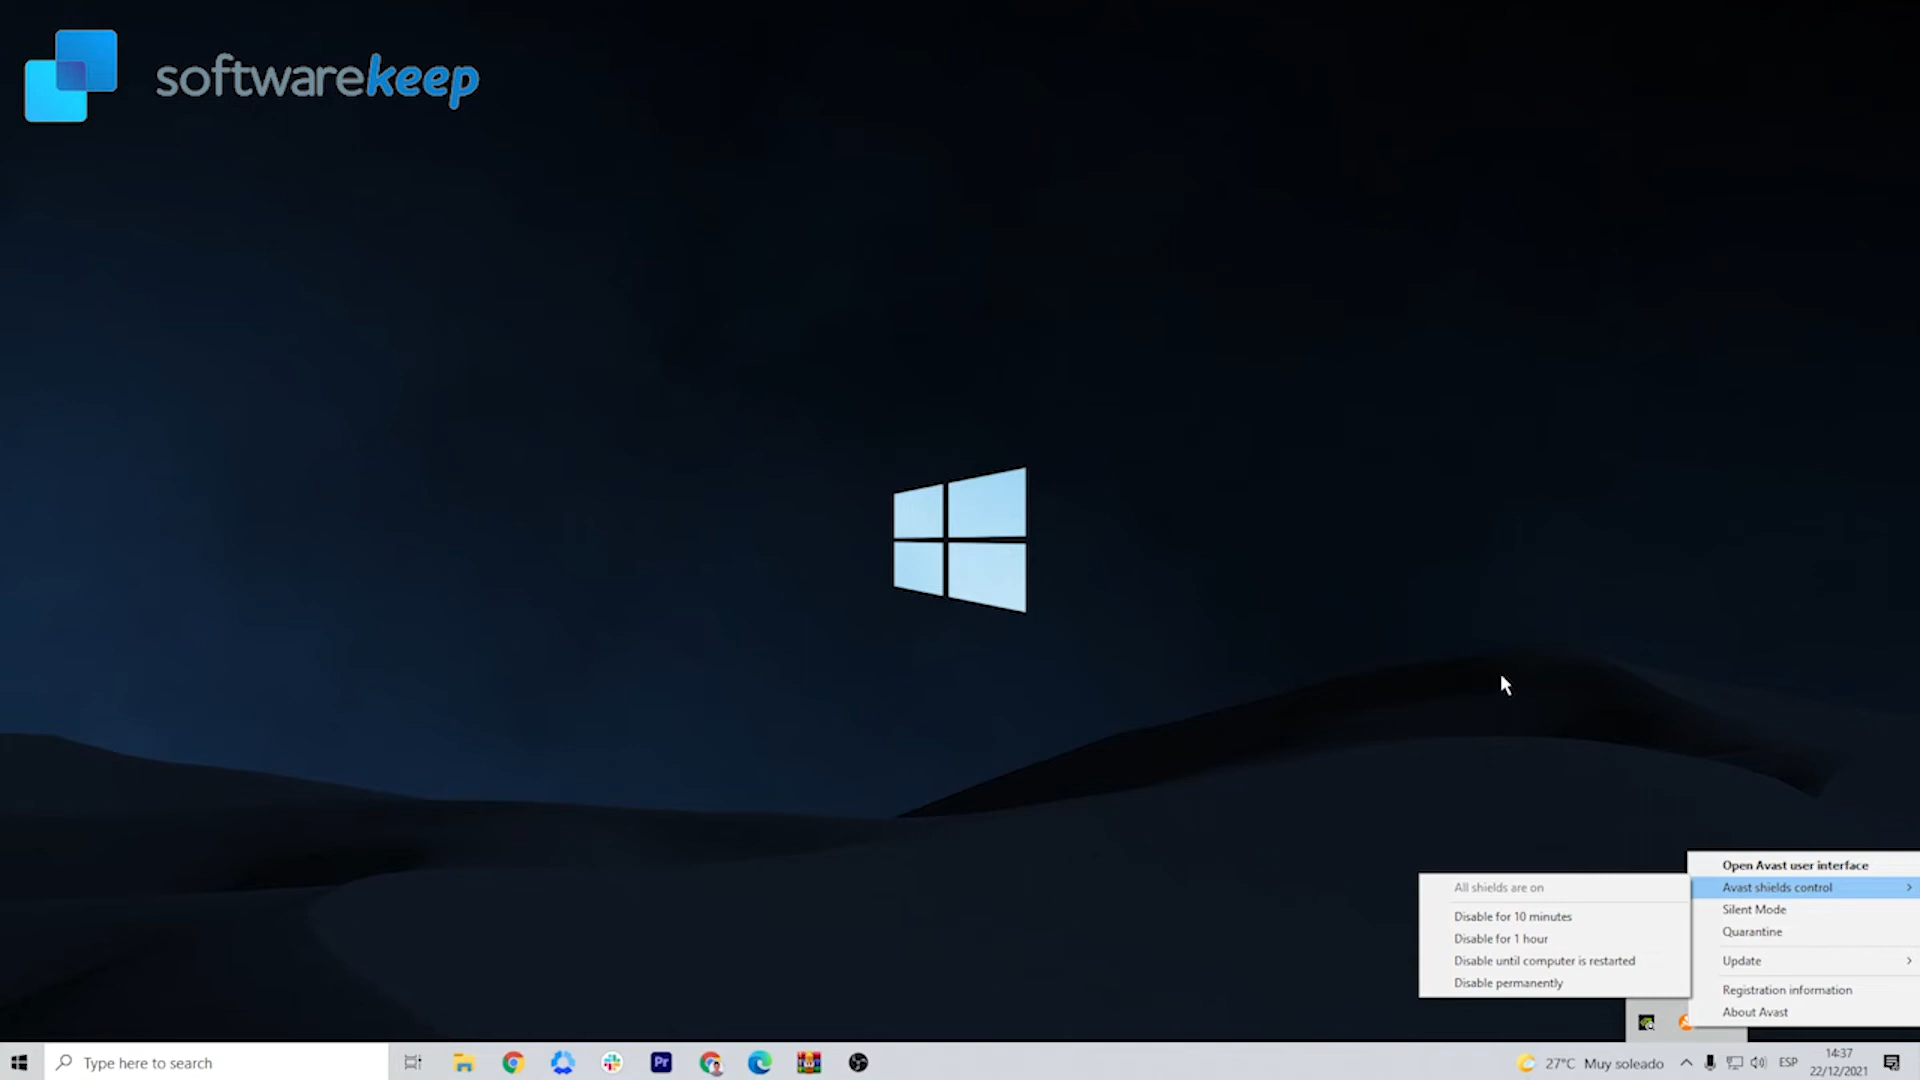 softwarekeep
Open Avast user interface
Avast shields control
Silent Mode
Quarantine
Update
Registration information
About Avast
All shields are on
Disable for 10 minutes
Disable for 1 hour
Disable until computer is restarted
Disable permanently
Type here to search
Pr
27°C Muy soleado
ESP
14:37
22/12/2021